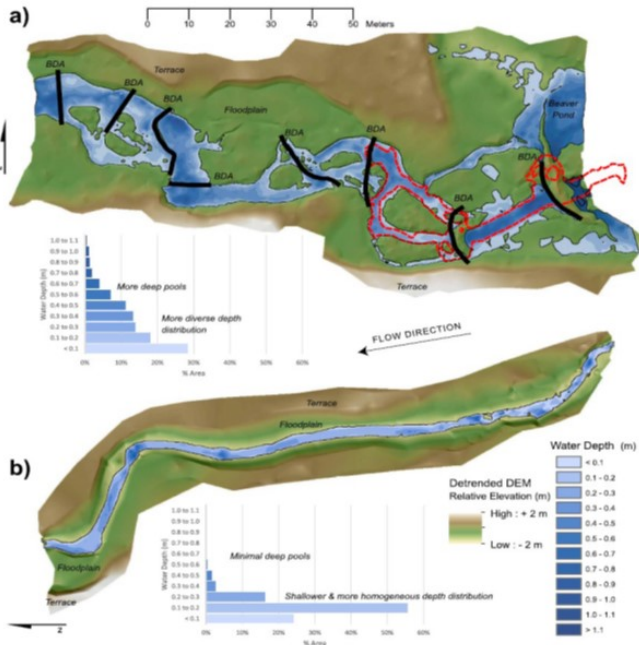 a)
0 10 20 30 40 50
Meters
BDA
BDA
BDA
BDA
BDA
BDA
BDA
Terrace
Floodplain
Beaver
Pond
Terrace
Water Depth (m)
1.0 to 1.1
0.9 to 1.0
0.8 to 0.9
0.7 to 0.8
0.6 to 0.7
0.5 to 0.6
0.4 to 0.5
0.3 to 0.4
0.2 to 0.3
0.1 to 0.2
< 0.1
More deep pools
More diverse depth
distribution
0% 10% 20% 30% 40% 50% 60%
% Area
FLOW DIRECTION
b)
Terrace
Floodplain
Floodplain
Terrace
z
Water Depth (m)
1.0 to 1.1
0.9 to 1.0
0.8 to 0.9
0.7 to 0.8
0.6 to 0.7
0.5 to 0.6
0.4 to 0.5
0.3 to 0.4
0.2 to 0.3
0.1 to 0.2
< 0.1
Minimal deep pools
Shallower & more homogeneous depth distribution
0% 10% 20% 30% 40% 50% 60%
% Area
Detrended DEM
Relative Elevation (m)
High : + 2 m
Low : - 2 m
Water Depth (m)
< 0.1
0.1 - 0.2
0.2 - 0.3
0.3 - 0.4
0.4 - 0.5
0.5 - 0.6
0.6 - 0.7
0.7 - 0.8
0.8 - 0.9
0.9 - 1.0
1.0 - 1.1
> 1.1